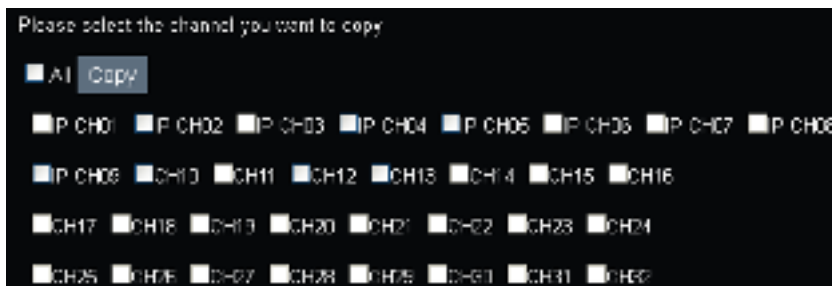 Please select the channel you want to copy
All Copy
IP CH01 IP CH02 IP CH03 IP CH04 IP CH05 IP CH06 IP CH07 IP CH08
IP CH09 CH10 CH11 CH12 CH13 CH14 CH15 CH16
CH17 CH18 CH19 CH20 CH21 CH22 CH23 CH24
CH25 CH26 CH27 CH28 CH29 CH30 CH31 CH32